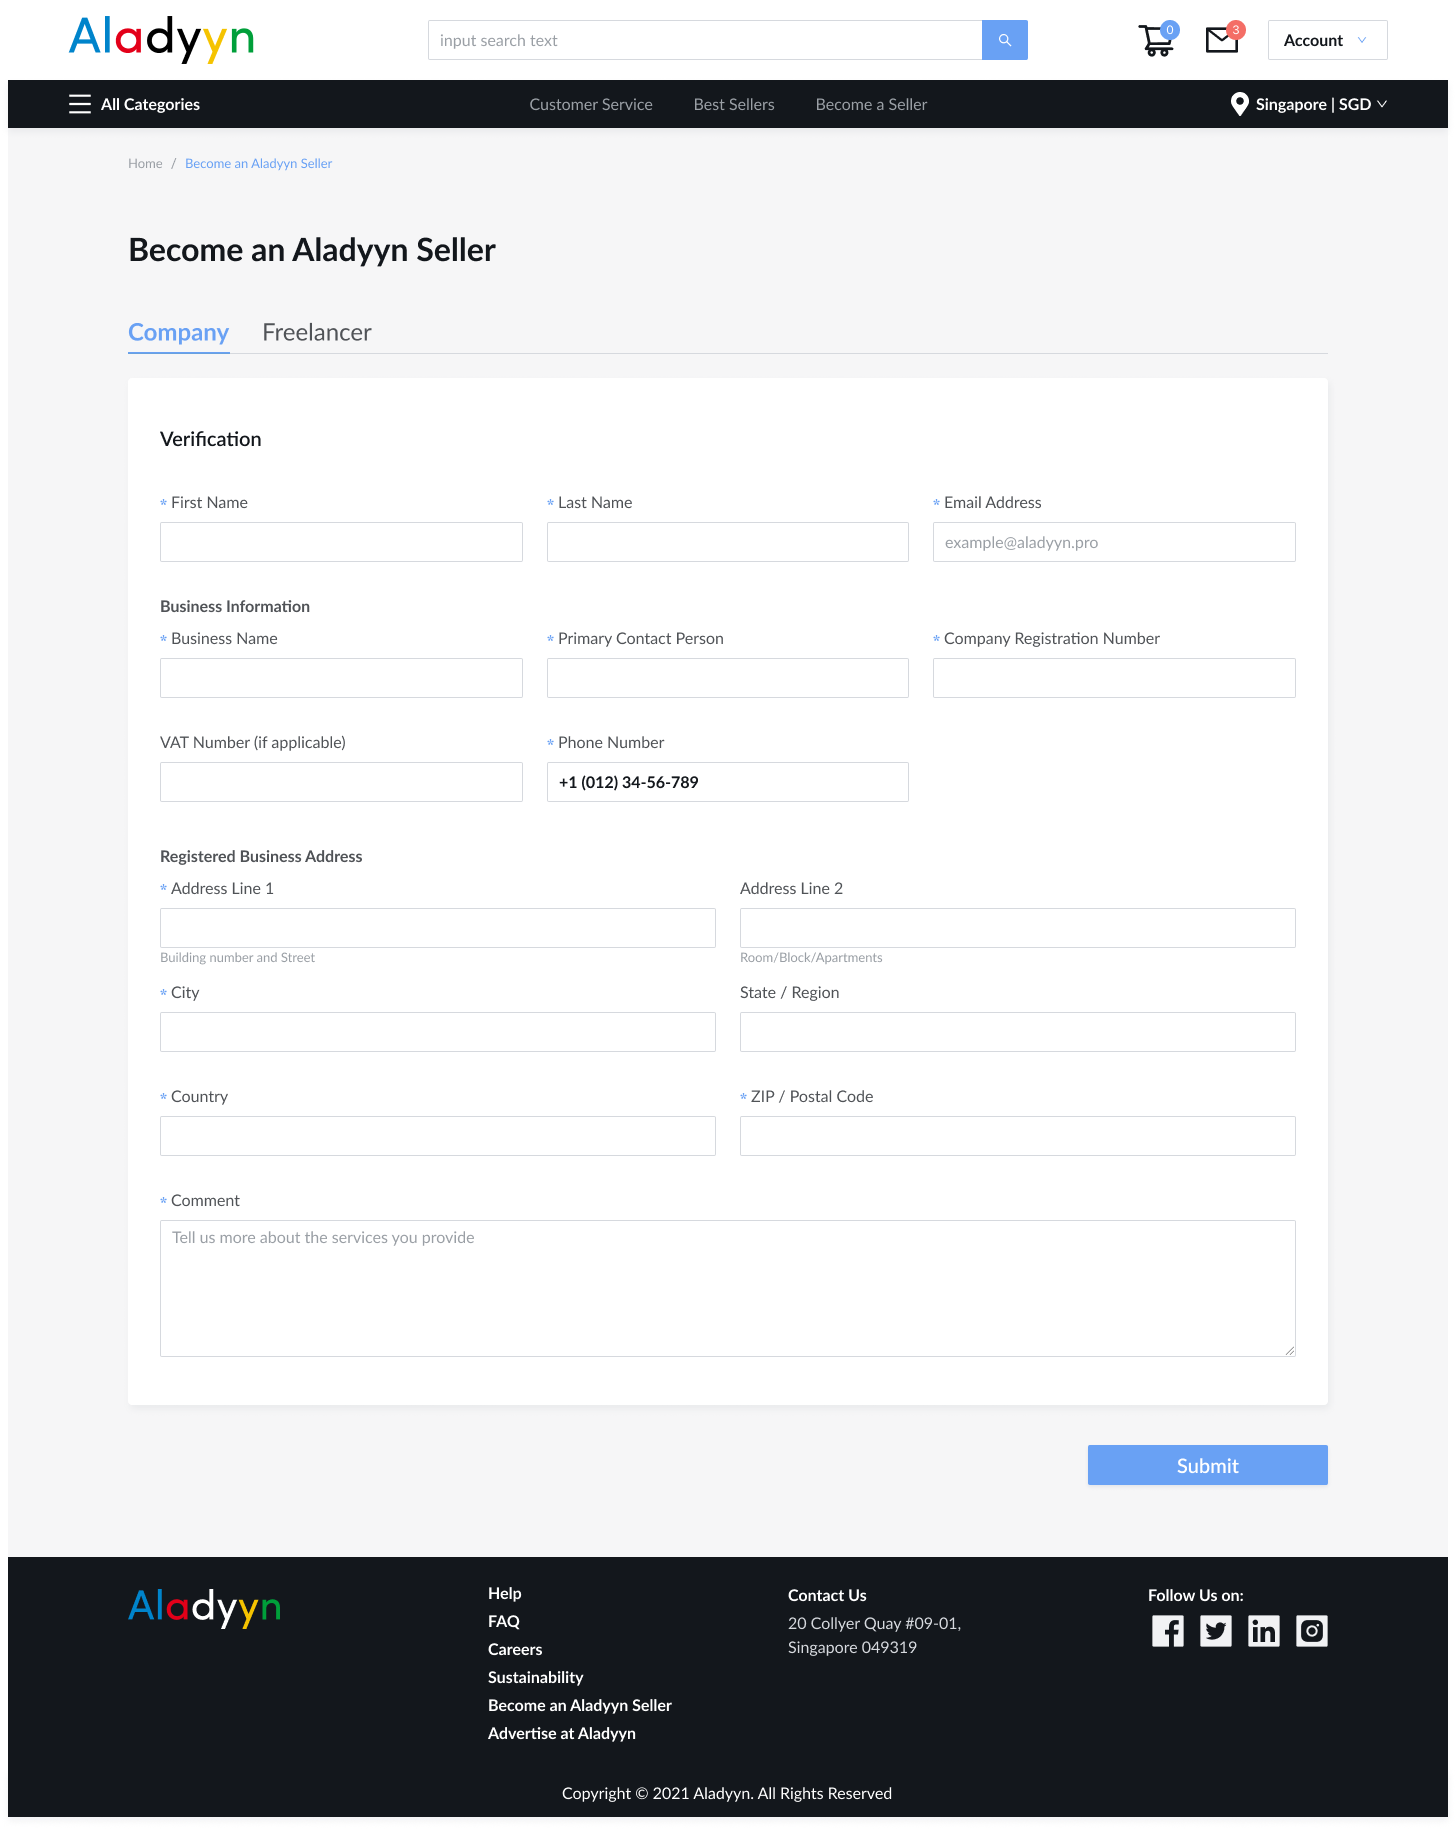 Aladyyn
input search text
0
3
Account
All Categories
Customer Service
Best Sellers
Become a Seller
Singapore | SGD
Home / Become an Aladyyn Seller
Become an Aladyyn Seller
Company
Freelancer
Verification
* First Name
* Last Name
* Email Address
example@aladyyn.pro
Business Information
* Business Name
* Primary Contact Person
* Company Registration Number
VAT Number (if applicable)
* Phone Number
+1 (012) 34-56-789
Registered Business Address
* Address Line 1
Address Line 2
Building number and Street
Room/Block/Apartments
* City
State / Region
* Country
* ZIP / Postal Code
* Comment
Tell us more about the services you provide
Submit
Aladyyn
Help
FAQ
Careers
Sustainability
Become an Aladyyn Seller
Advertise at Aladyyn
Contact Us
20 Collyer Quay #09-01,
Singapore 049319
Follow Us on:
Copyright © 2021 Aladyyn. All Rights Reserved